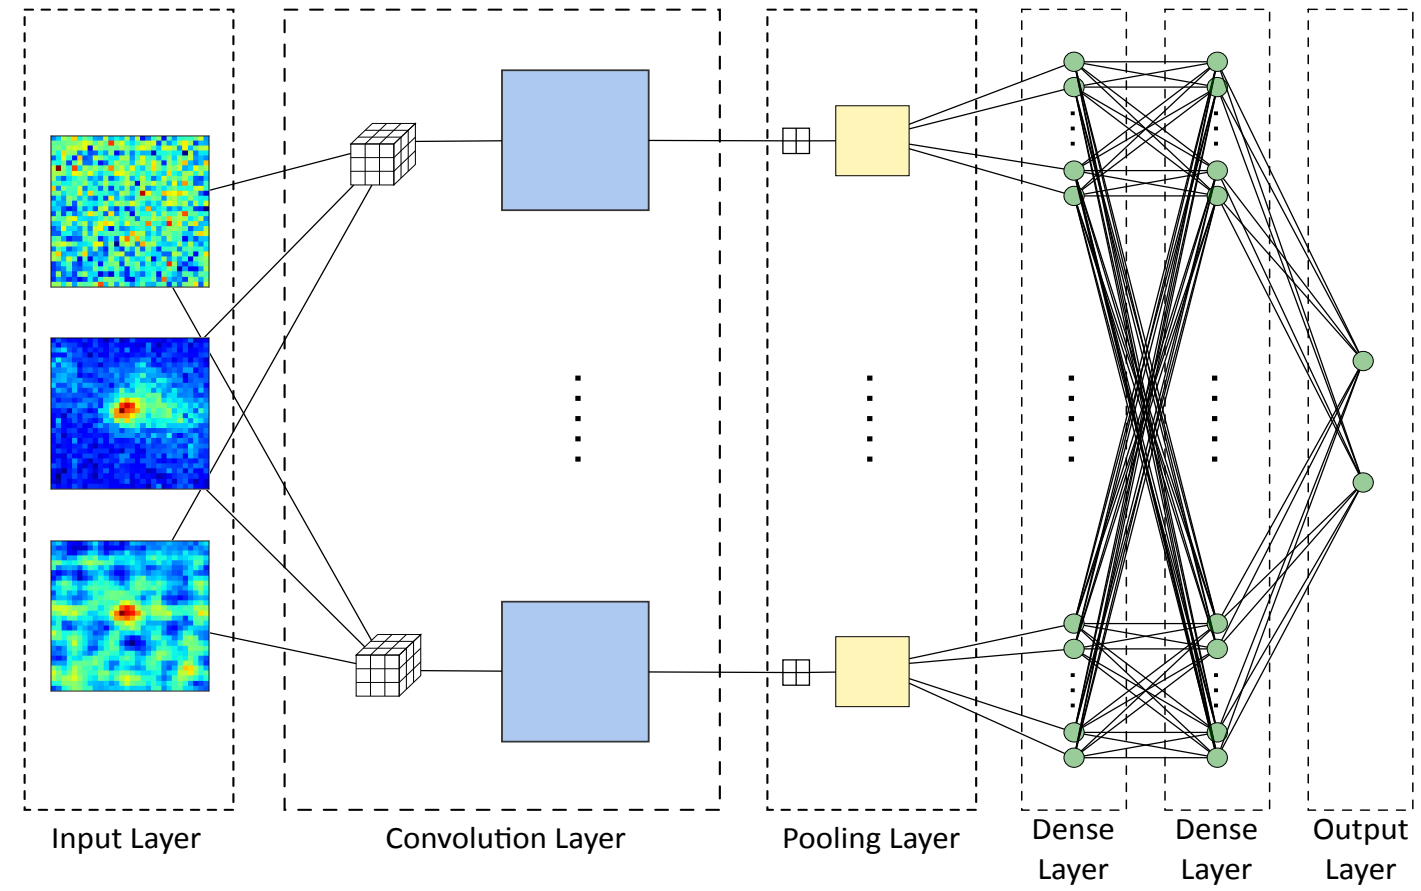 Input Layer
Convolution Layer
Pooling Layer
Dense
Layer
Dense
Layer
Output
Layer